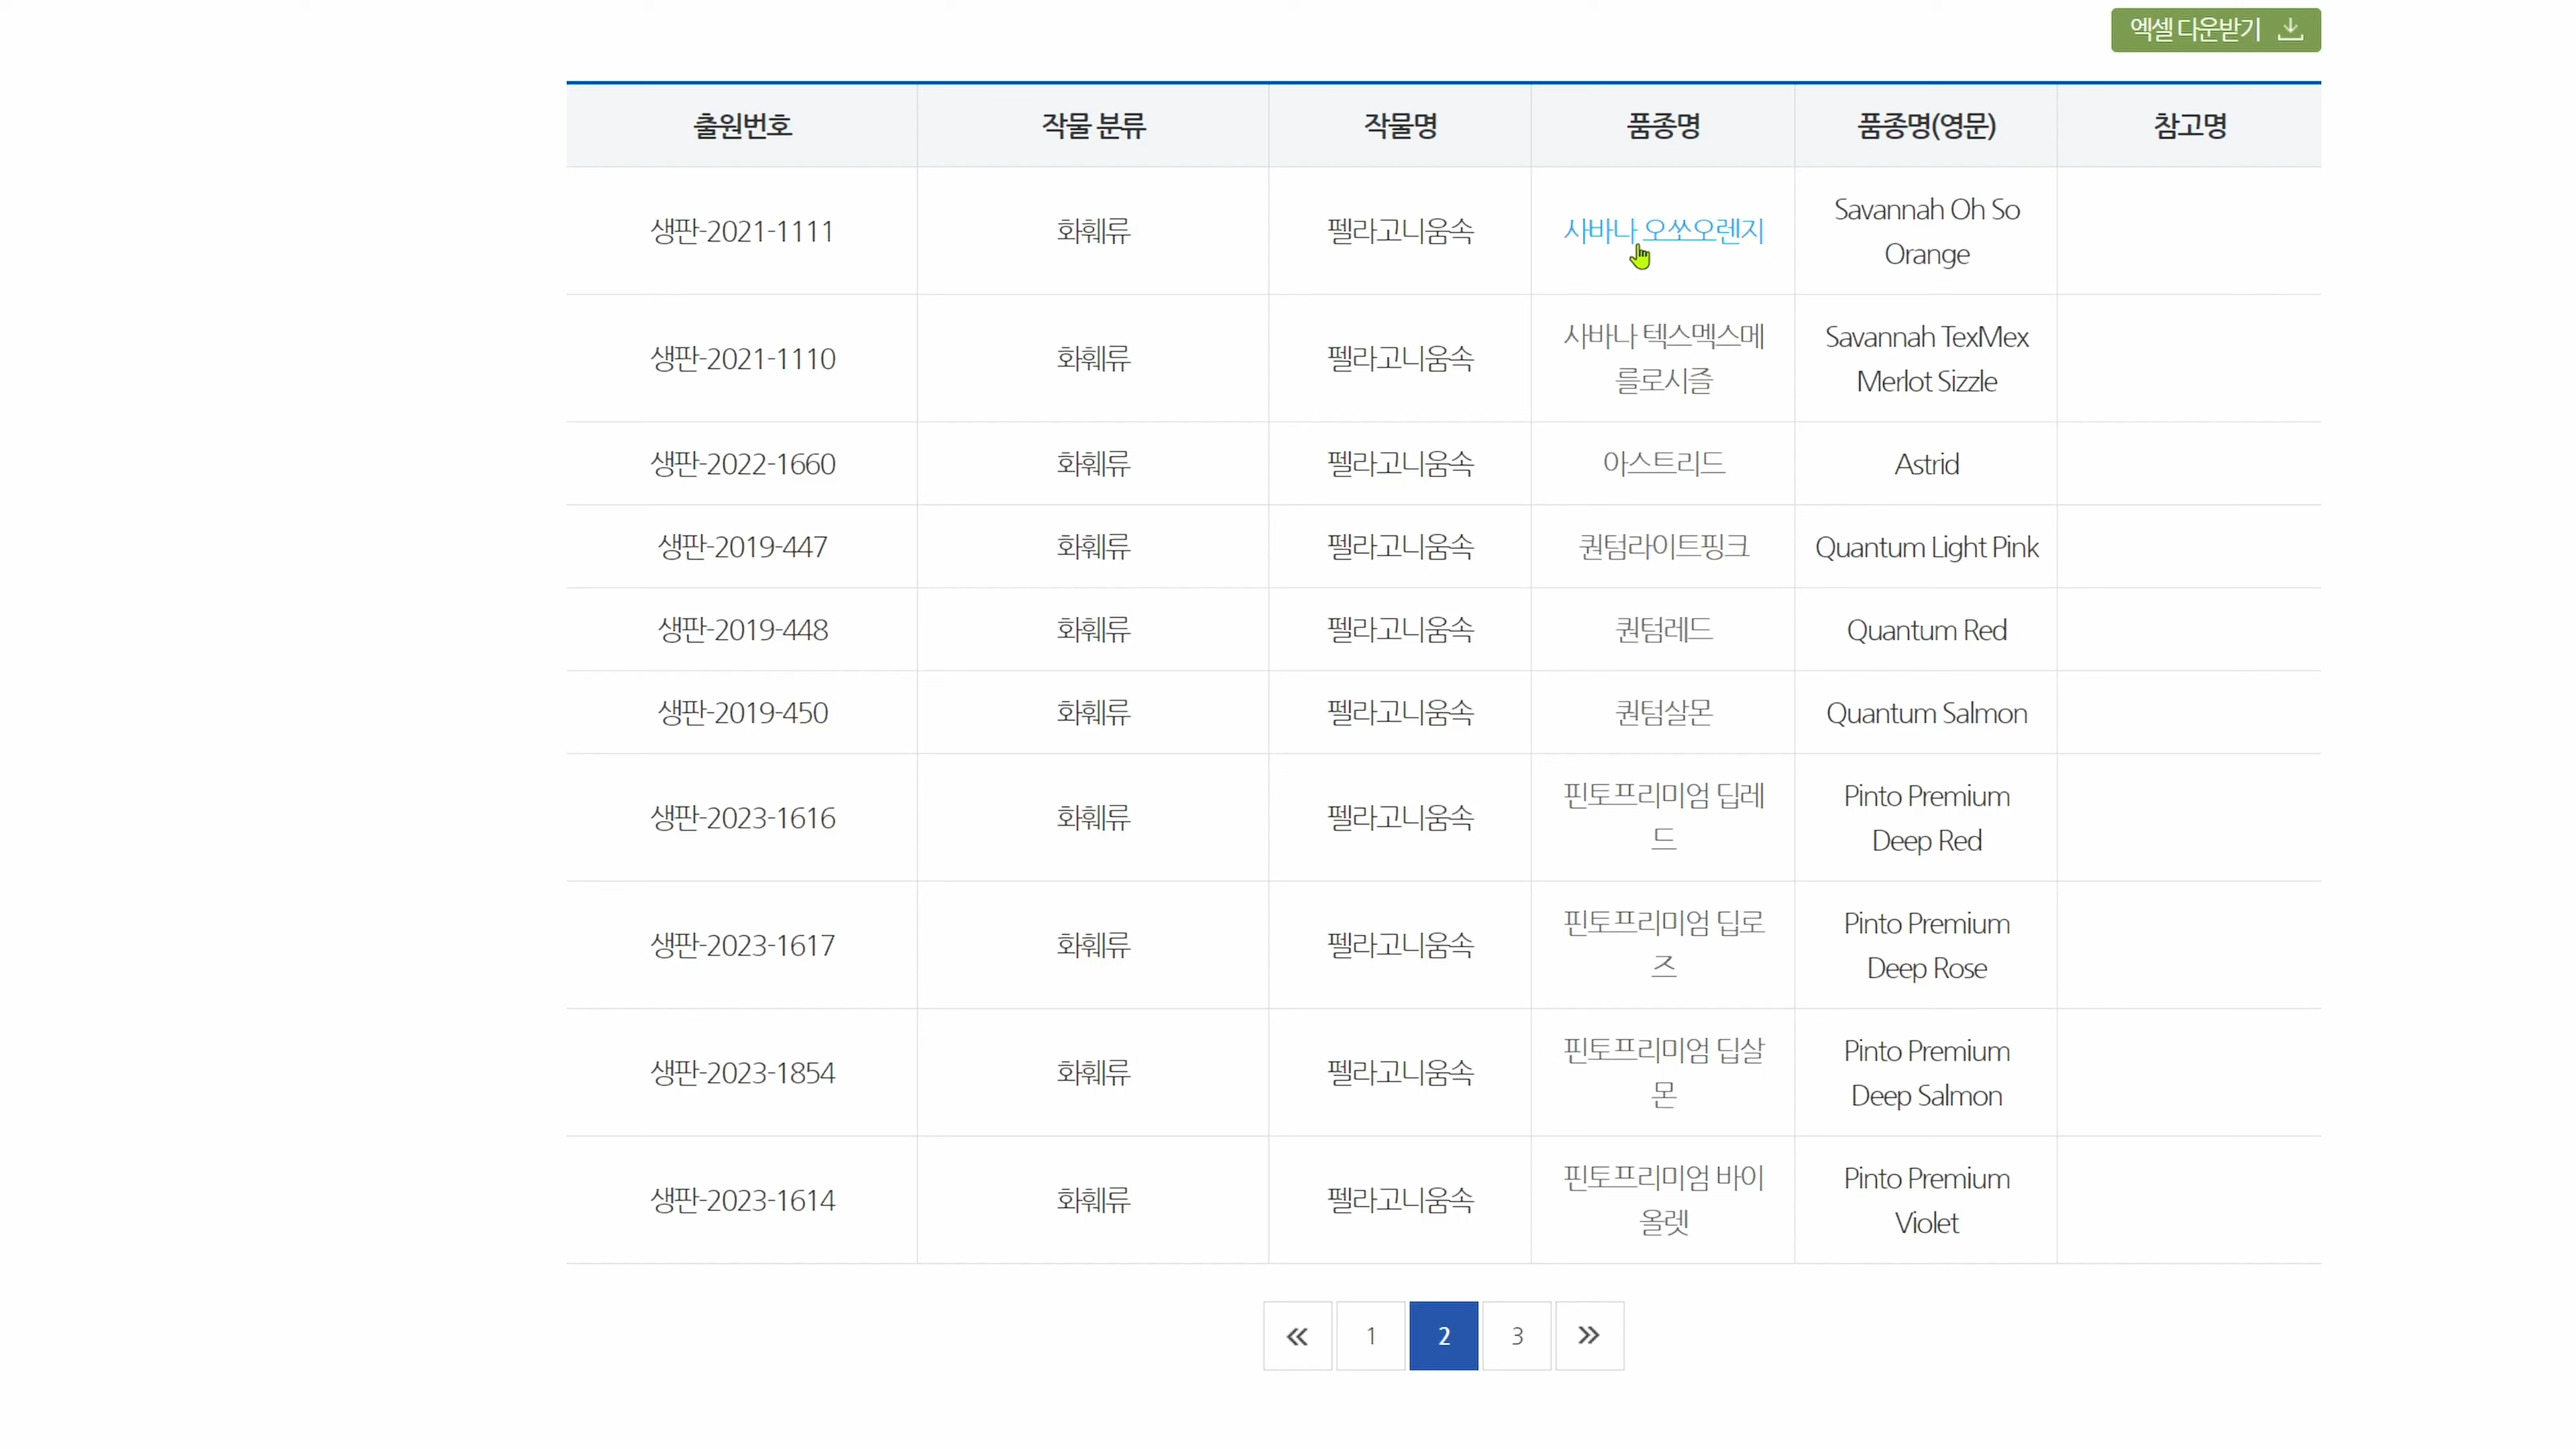 엑셀 다운받기
출원번호 작물 분류 작물명 품종명 품종명(영문) 참고명
생판-2021-1111 화훼류 펠라고니움속 사바나 오쏘오렌지 Savannah Oh So
Orange
생판-2021-1110 화훼류 펠라고니움속 사바나 텍스멕스메 Savannah TexMex
를로시즐 Merlot Sizzle
생판-2022-1660 화훼류 펠라고니움속 아스트리드 Astrid
생판-2019-447 화훼류 펠라고니움속 퀀텀라이트핑크 Quantum Light Pink
생판-2019-448 화훼류 펠라고니움속 퀀텀레드 Quantum Red
생판-2019-450 화훼류 펠라고니움속 퀀텀살몬 Quantum Salmon
생판-2023-1616 화훼류 펠라고니움속 핀토프리미엄 딥레 Pinto Premium
드 Deep Red
생판-2023-1617 화훼류 펠라고니움속 핀토프리미엄 딥로 Pinto Premium
즈 Deep Rose
생판-2023-1854 화훼류 펠라고니움속 핀토프리미엄 딥살 Pinto Premium
몬 Deep Salmon
생판-2023-1614 화훼류 펠라고니움속 핀토프리미엄 바이 Pinto Premium
올렛 Violet
« 1 2 3 »